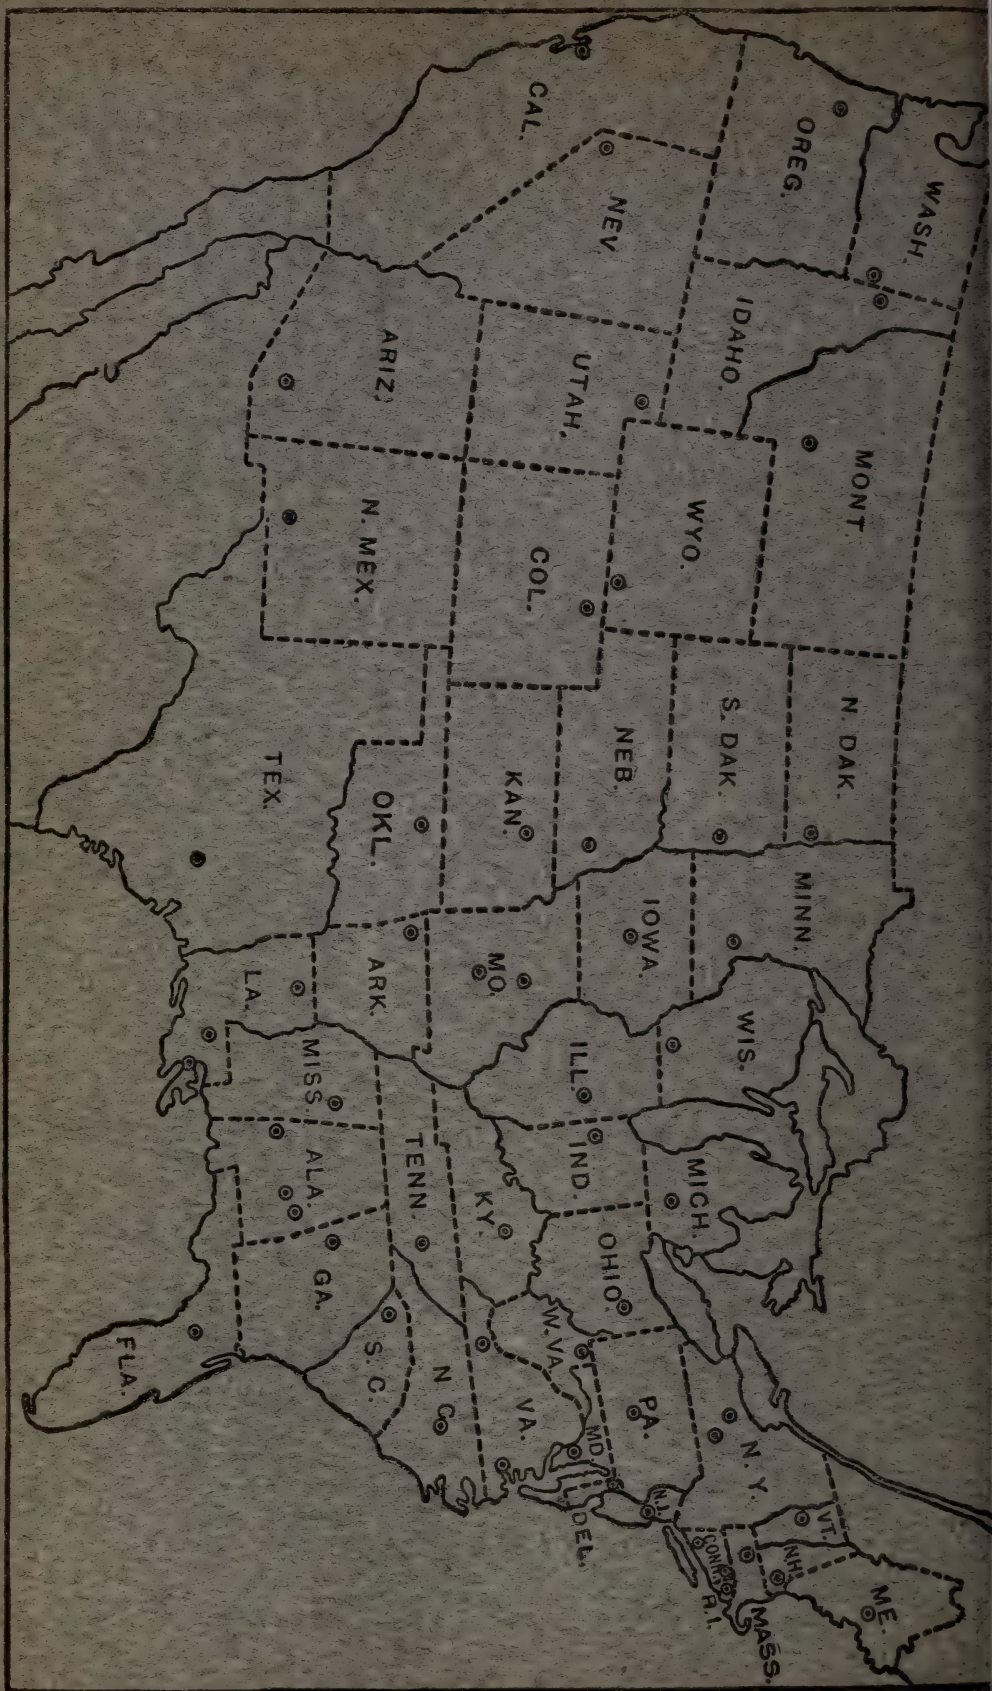 WASH.
OREG.
CAL.
NEV.
IDAHO.
MONT.
WYO.
UTAH.
ARIZ.
COL.
N. MEX.
N. DAK.
S. DAK.
NEB.
KAN.
OKL.
TEX.
MINN.
IOWA.
MO.
ARK.
LA.
WIS.
ILL.
MICH.
IND.
OHIO.
KY.
TENN.
MISS.
ALA.
GA.
FLA.
S. C.
N. C.
VA.
W. VA.
MD.
DEL.
PA.
N. J.
N. Y.
CONN.
R.I.
MASS.
VT.
NH.
ME.